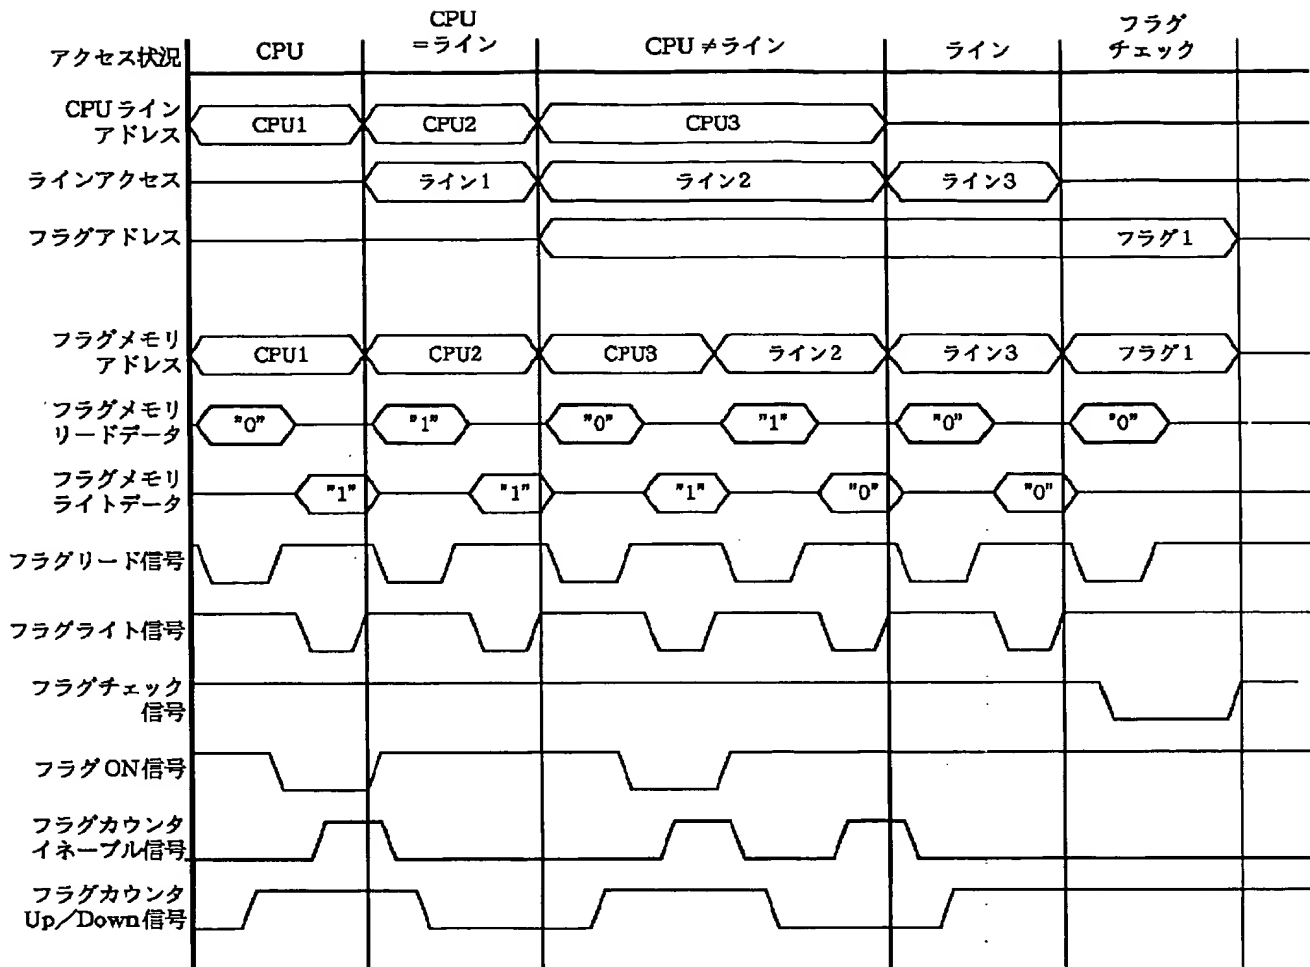 アクセス状況
CPU
CPU
=ライン
CPU≠ライン
ライン
フラグ
チェック
CPUライン
アドレス
CPU1
CPU2
CPU3
ラインアクセス
ライン1
ライン2
ライン3
フラグアドレス
フラグ1
フラグメモリ
アドレス
CPU1
CPU2
CPU3
ライン2
ライン3
フラグ1
フラグメモリ
リードデータ
"0"
"1"
"0"
"1"
"0"
"0"
フラグメモリ
ライトデータ
"1"
"1"
"1"
"0"
"0"
フラグリード信号
フラグライト信号
フラグチェック
信号
フラグON信号
フラグカウンタ
イネーブル信号
フラグカウンタ
Up/Down信号